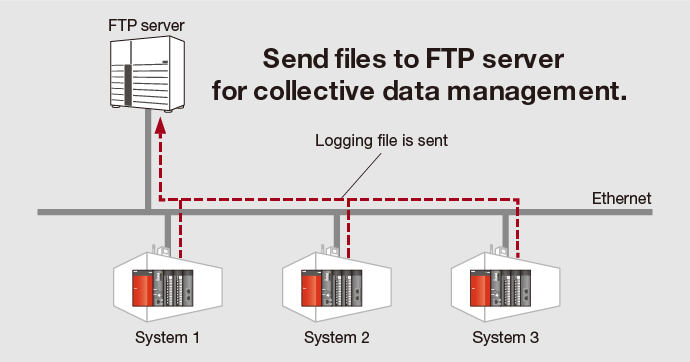 FTP server
Send files to FTP server
for collective data management.
Logging file is sent
Ethernet
System 1
System 2
System 3